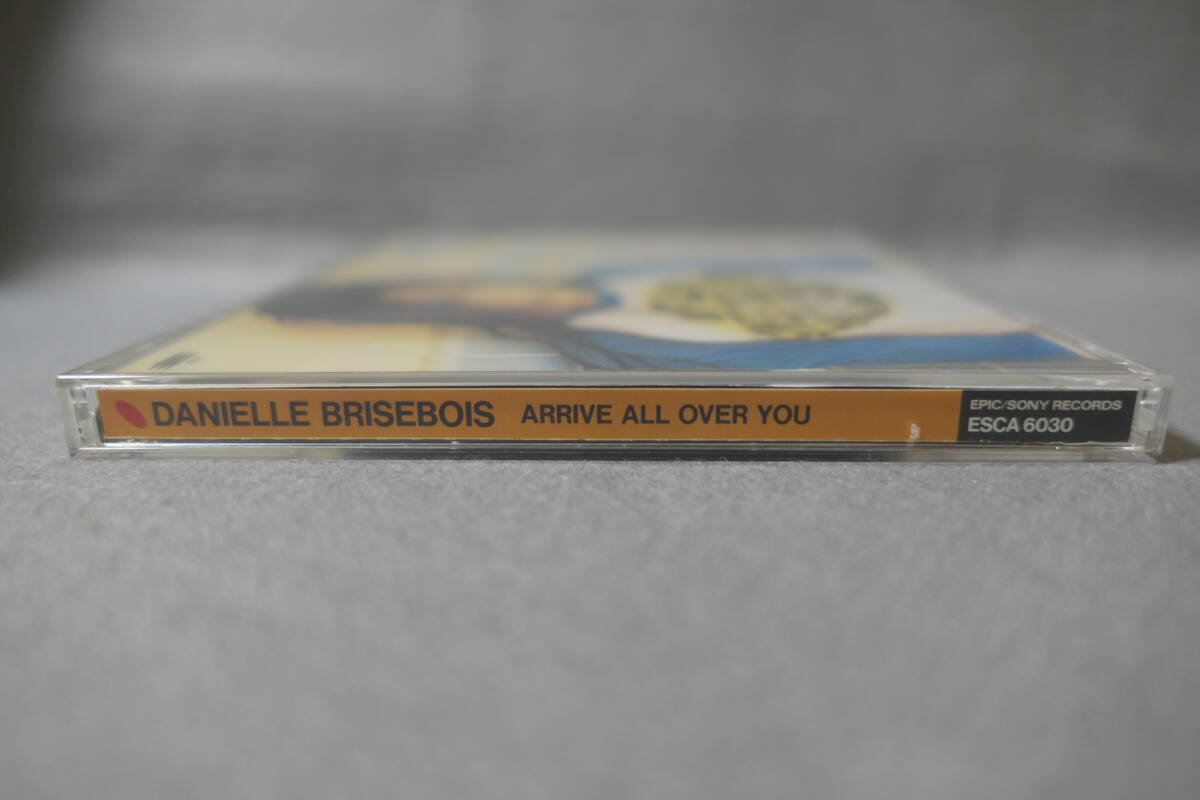 DANIELLE BRISEBOIS ARRIVE ALL OVER YOU
EPIC/SONY RECORDS
ESCA 6030